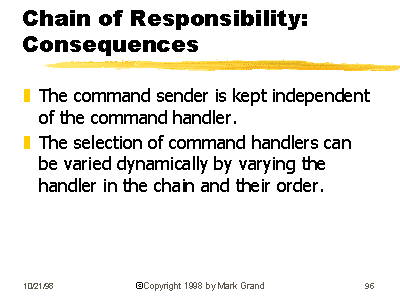 Chain of Responsibility:
Consequences
The command sender is kept independent
of the command handler.
The selection of command handlers can
be varied dynamically by varying the
handler in the chain and their order.
10/21/98 ©Copyright 1998 by Mark Grand 96